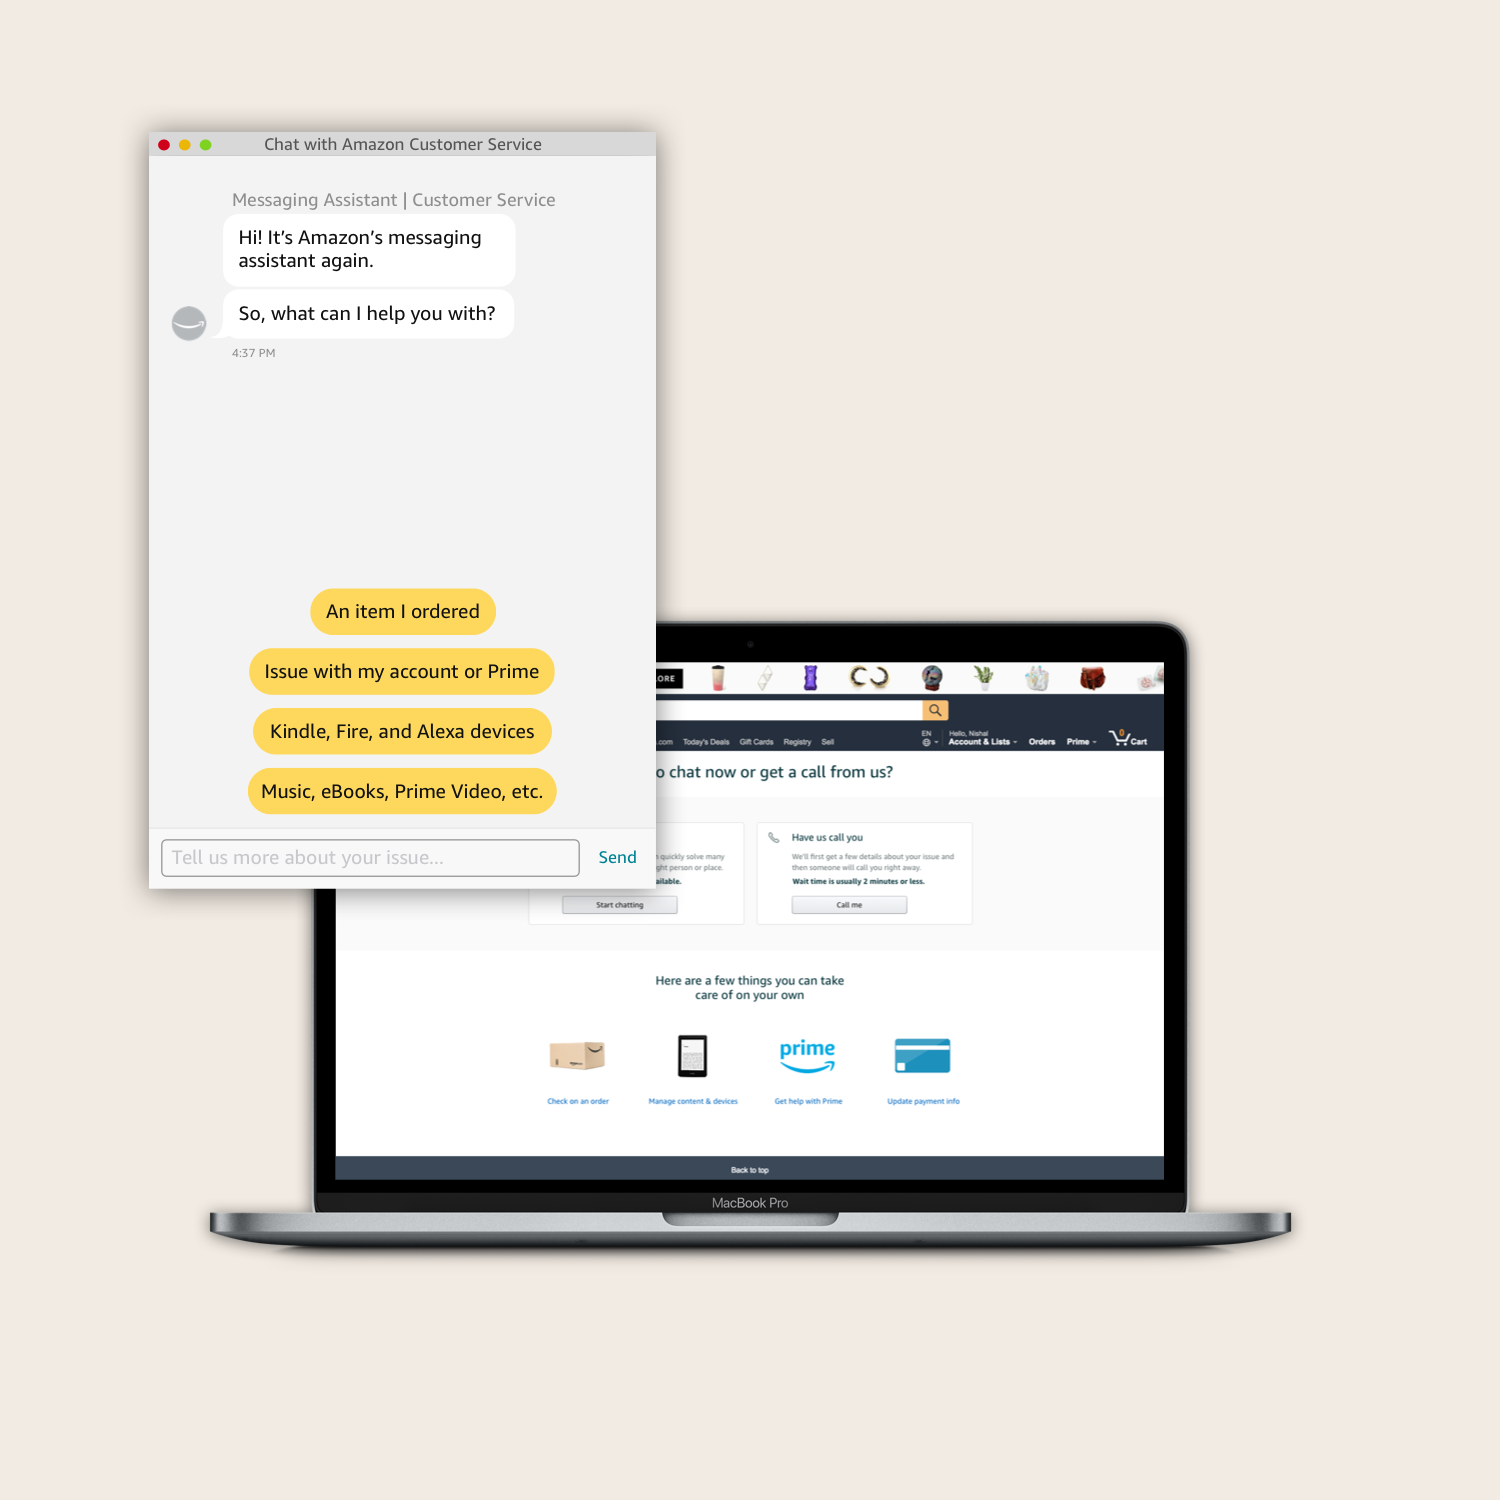 Chat with Amazon Customer Service
Messaging Assistant | Customer Service
Hi! It’s Amazon’s messaging
assistant again.
So, what can I help you with?
4:37 PM
An item I ordered
Issue with my account or Prime
Kindle, Fire, and Alexa devices
Music, eBooks, Prime Video, etc.
Tell us more about your issue...
Send
ORE
.com Today's Deals Gift Cards Registry Sell
EN
Hello, Nishal
Account & Lists Orders Prime 0 Cart
o chat now or get a call from us?
quickly solve many
ght person or place.
ailable.
Start chatting
Have us call you
We'll first get a few details about your issue and
then someone will call you right away.
Wait time is usually 2 minutes or less.
Call me
Here are a few things you can take
care of on your own
prime
Check on an order
Manage content & devices
Get help with Prime
Update payment info
Back to top
MacBook Pro